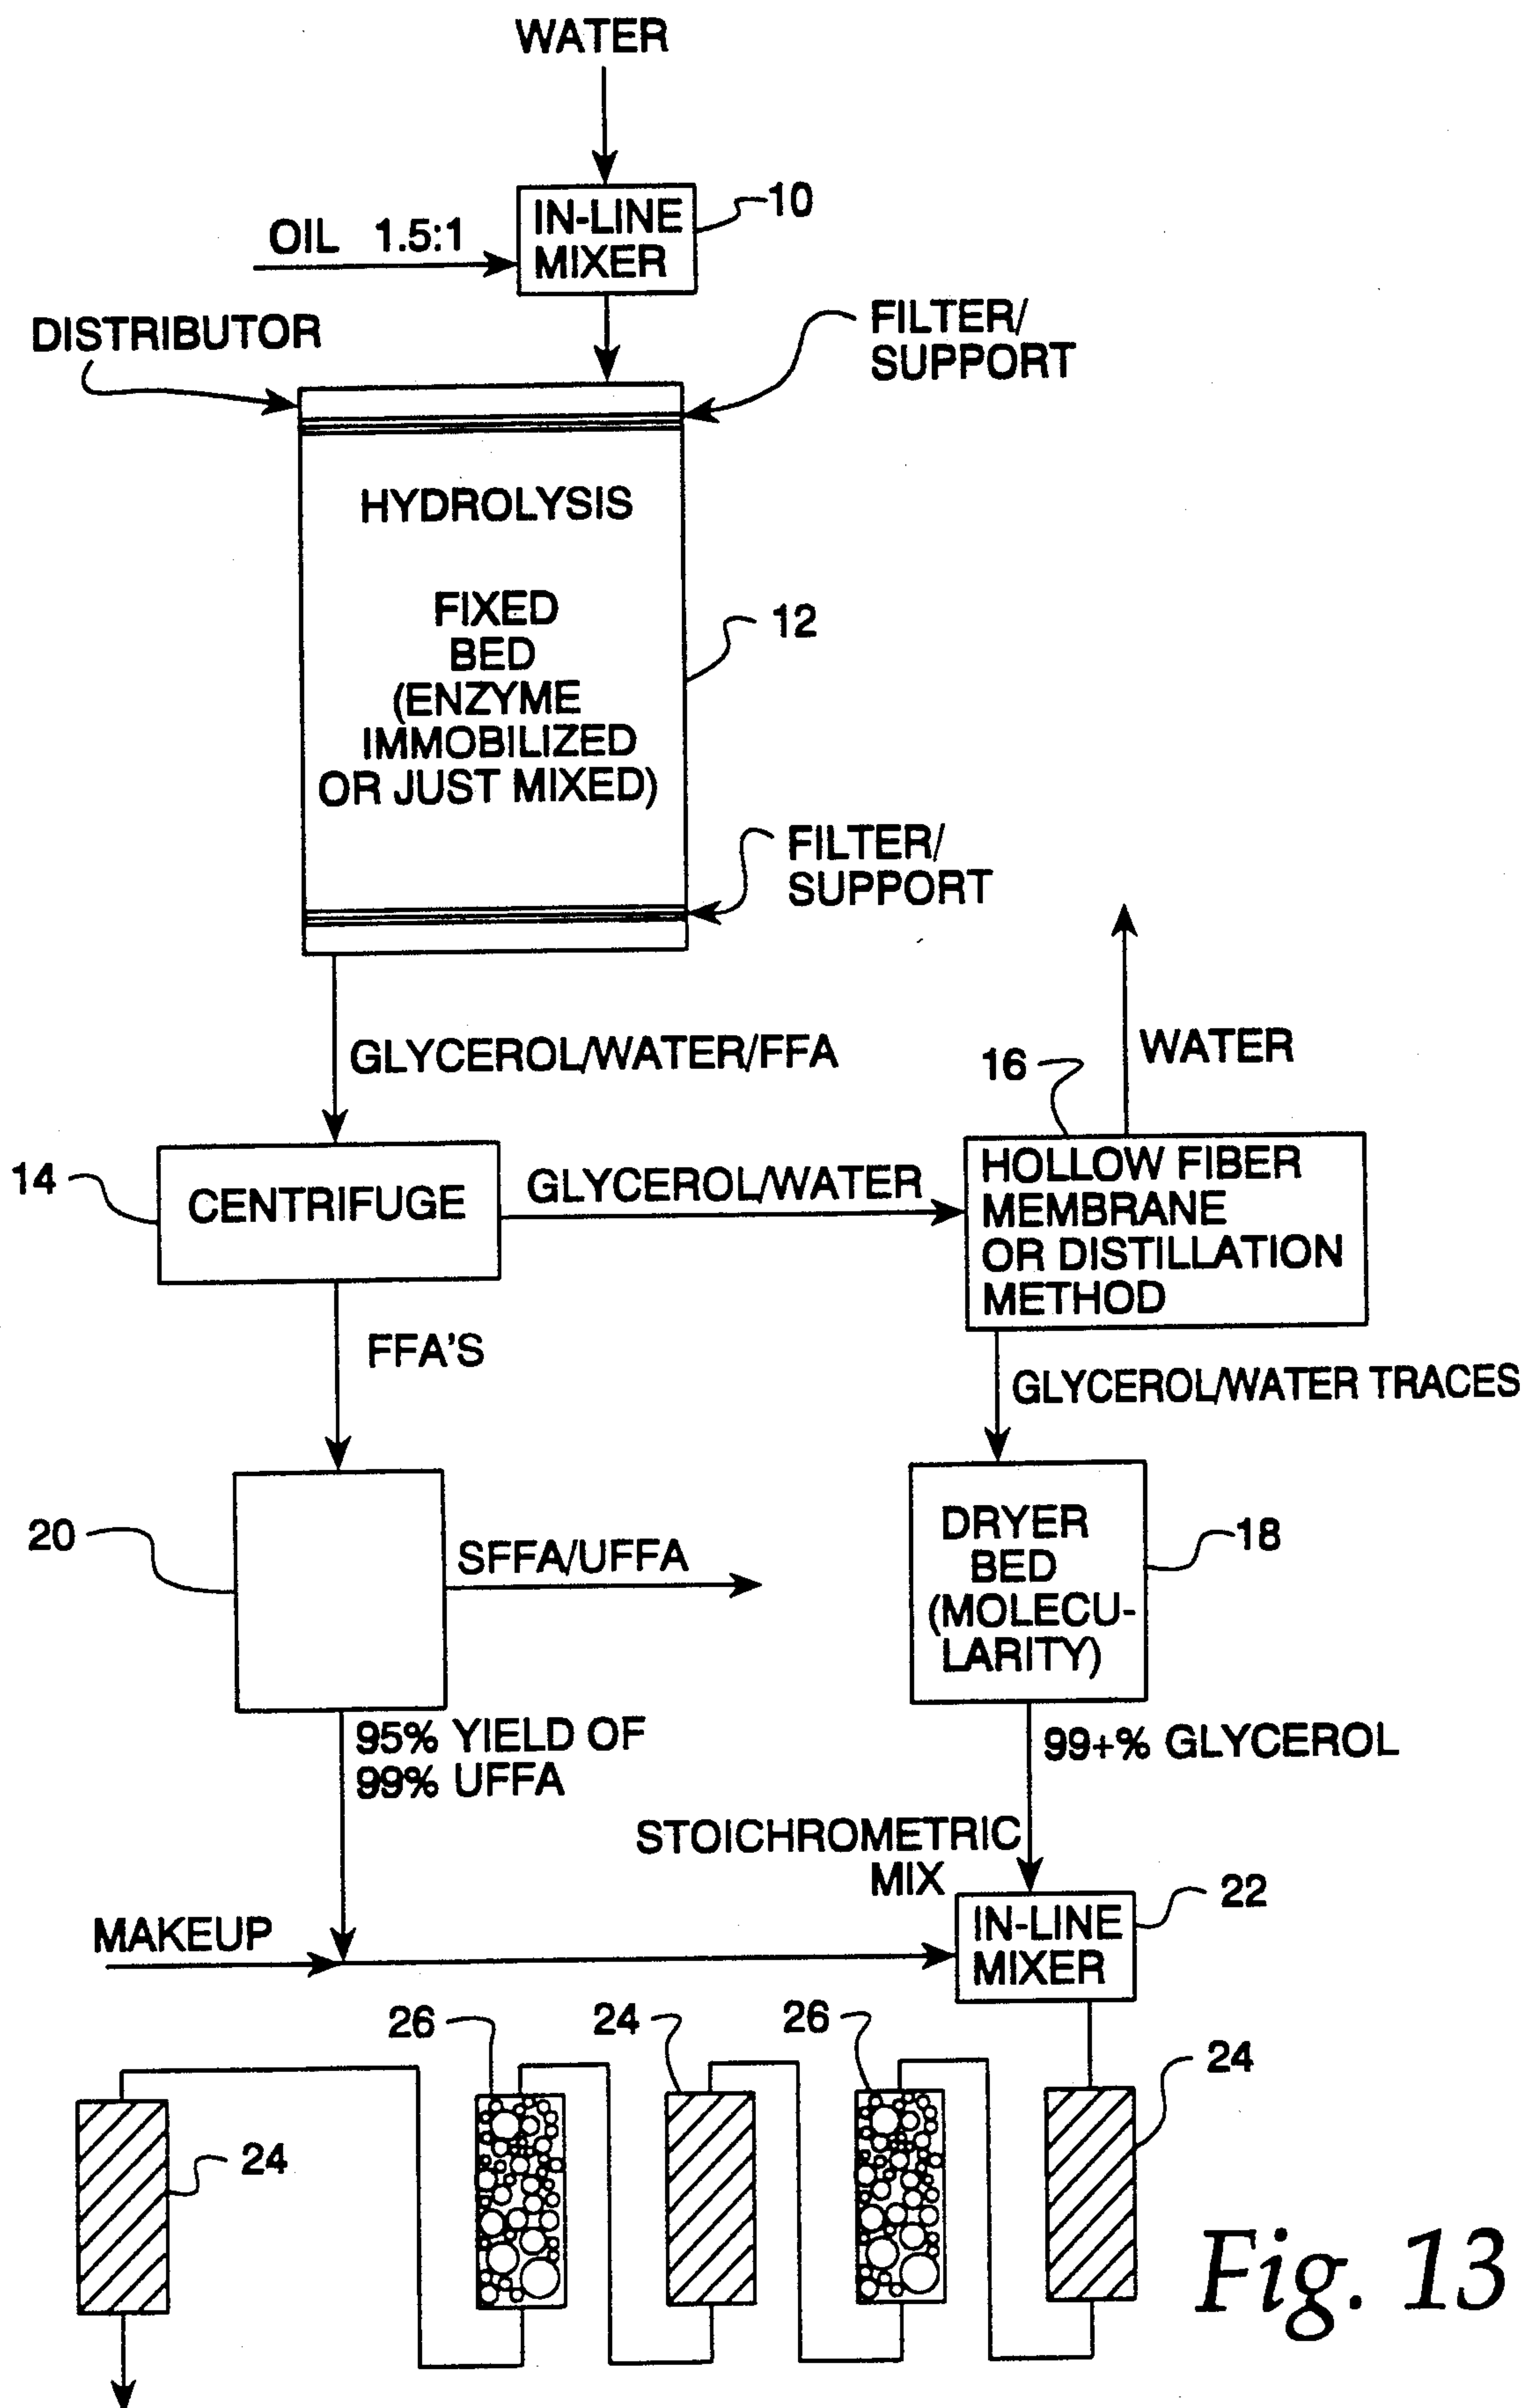 WATER
IN-LINE
MIXER
10
OIL 1.5:1
DISTRIBUTOR
FILTER/
SUPPORT
HYDROLYSIS
FIXED
BED
(ENZYME
IMMOBILIZED
OR JUST MIXED)
12
FILTER/
SUPPORT
GLYCEROL/WATER/FFA
16
WATER
14
CENTRIFUGE
GLYCEROL/WATER
HOLLOW FIBER
MEMBRANE
OR DISTILLATION
METHOD
FFA'S
GLYCEROL/WATER TRACES
20
SFFA/UFFA
DRYER
BED
(MOLECU-
LARITY)
18
95% YIELD OF
99% UFFA
99+% GLYCEROL
STOICHROMETRIC
MIX
22
MAKEUP
IN-LINE
MIXER
26
24
26
24
24
Fig. 13